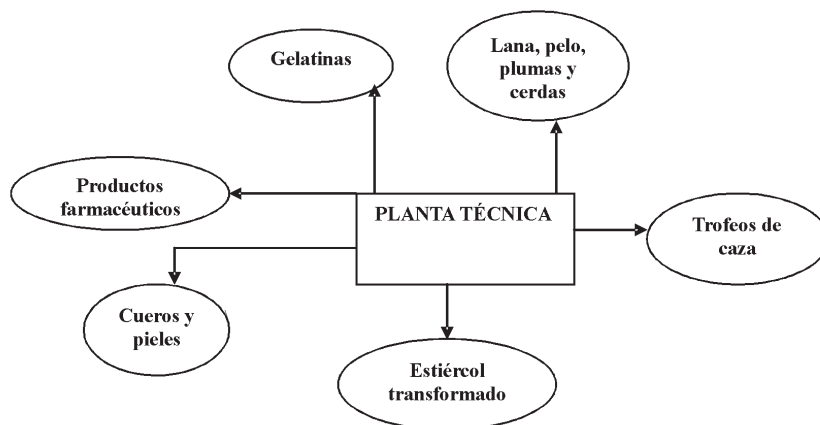 Gelatinas
Lana, pelo,
plumas y
cerdas
Productos
farmacéuticos
PLANTA TÉCNICA
Trofeos de
caza
Cueros y
pieles
Estiércol
transformado